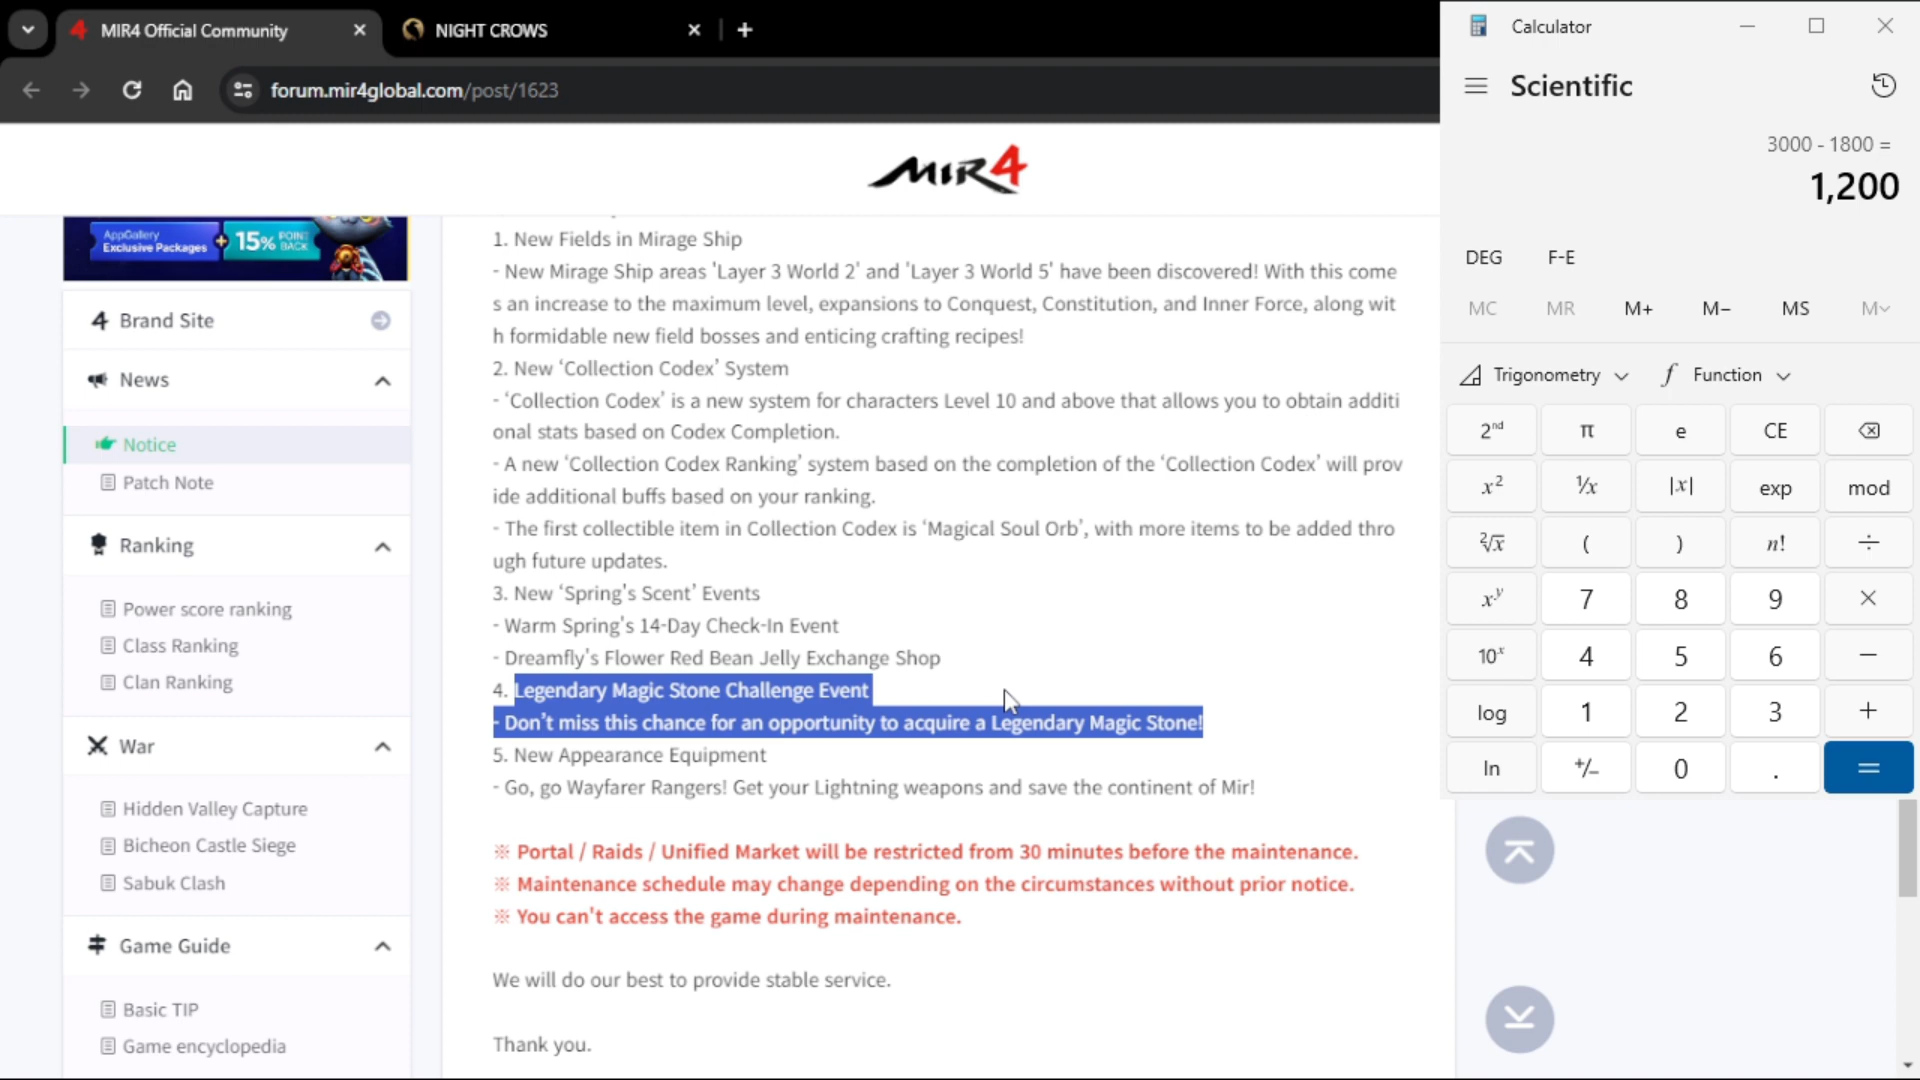 MIR4 Official Community
NIGHT CROWS
forum.mir4global.com/post/1623
MIR4
AppGallery
Exclusive Packages + 15% POINT BACK
Brand Site
News
Notice
Patch Note
Ranking
Power score ranking
Class Ranking
Clan Ranking
War
Hidden Valley Capture
Bicheon Castle Siege
Sabuk Clash
Game Guide
Basic TIP
Game encyclopedia
1. New Fields in Mirage Ship
- New Mirage Ship areas 'Layer 3 World 2' and 'Layer 3 World 5' have been discovered! With this come
s an increase to the maximum level, expansions to Conquest, Constitution, and Inner Force, along wit
h formidable new field bosses and enticing crafting recipes!
2. New ‘Collection Codex’ System
- ‘Collection Codex’ is a new system for characters Level 10 and above that allows you to obtain additi
onal stats based on Codex Completion.
- A new ‘Collection Codex Ranking’ system based on the completion of the ‘Collection Codex’ will prov
ide additional buffs based on your ranking.
- The first collectible item in Collection Codex is ‘Magical Soul Orb’, with more items to be added thro
ugh future updates.
3. New ‘Spring’s Scent’ Events
- Warm Spring’s 14-Day Check-In Event
- Dreamfly’s Flower Red Bean Jelly Exchange Shop
4. Legendary Magic Stone Challenge Event
- Don’t miss this chance for an opportunity to acquire a Legendary Magic Stone!
5. New Appearance Equipment
- Go, go Wayfarer Rangers! Get your Lightning weapons and save the continent of Mir!
※ Portal / Raids / Unified Market will be restricted from 30 minutes before the maintenance.
※ Maintenance schedule may change depending on the circumstances without prior notice.
※ You can't access the game during maintenance.
We will do our best to provide stable service.
Thank you.
Calculator
Scientific
3000 - 1800 =
1,200
DEG F-E
MC MR M+ M− MS M˅
Trigonometry f Function
2ⁿᵈ π e CE
x² ¹/x |x| exp mod
²√x ( ) n! ÷
xʸ 7 8 9 ×
10ˣ 4 5 6 −
log 1 2 3 +
ln +/− 0 . =